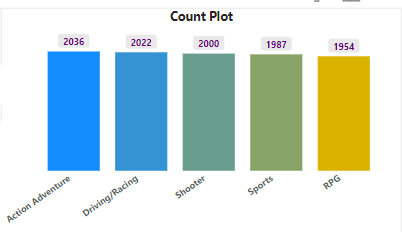 Count Plot
2036
2022
2000
1987
1954
Action Adventure
Driving/Racing
Shooter
Sports
RPG